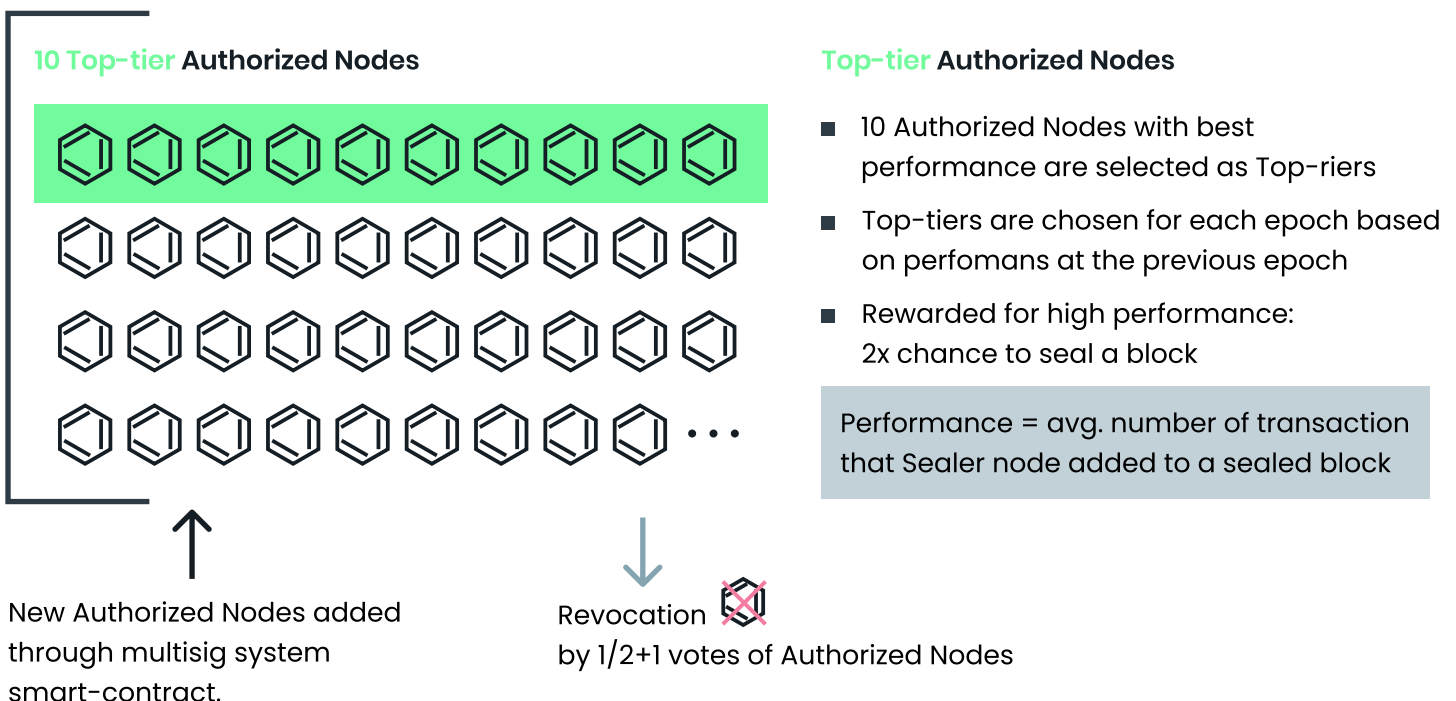 10 Top-tier Authorized Nodes
Top-tier Authorized Nodes
10 Authorized Nodes with best
performance are selected as Top-riers
Top-tiers are chosen for each epoch based
on perfomans at the previous epoch
Rewarded for high performance:
2x chance to seal a block
Performance = avg. number of transaction
that Sealer node added to a sealed block
New Authorized Nodes added
through multisig system
smart-contract.
Revocation
by 1/2+1 votes of Authorized Nodes